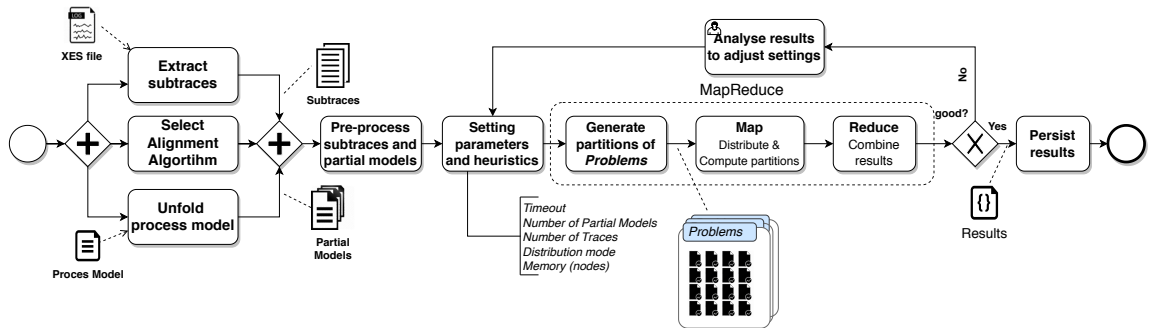 LOG
XES file
Extract
subtraces
Subtraces
Select
Alignment
Algortihm
Unfold
process model
Proces Model
Partial
Models
Pre-process
subtraces and
partial models
Setting
parameters
and heuristics
Timeout
Number of Partial Models
Number of Traces
Distribution mode
Memory (nodes)
Analyse results
to adjust settings
MapReduce
Generate
partitions of
Problems
Problems
Map
Distribute &
Compute partitions
Reduce
Combine
results
good?
No
Yes
X
Persist
results
{}
Results